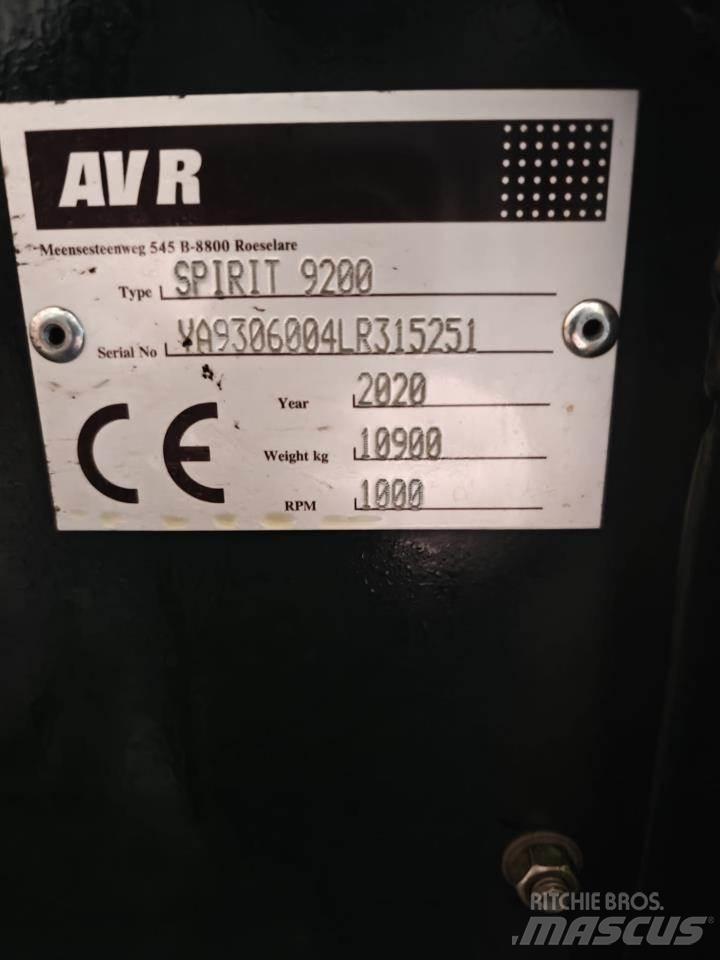 AVR
Meensesteenweg 545 B-8800 Roeselare
Type SPIRIT 9200
Serial No YA9306004LR315251
CE
Year 2020
Weight kg 10900
RPM 1000
RITCHIE BROS.
MASCUS